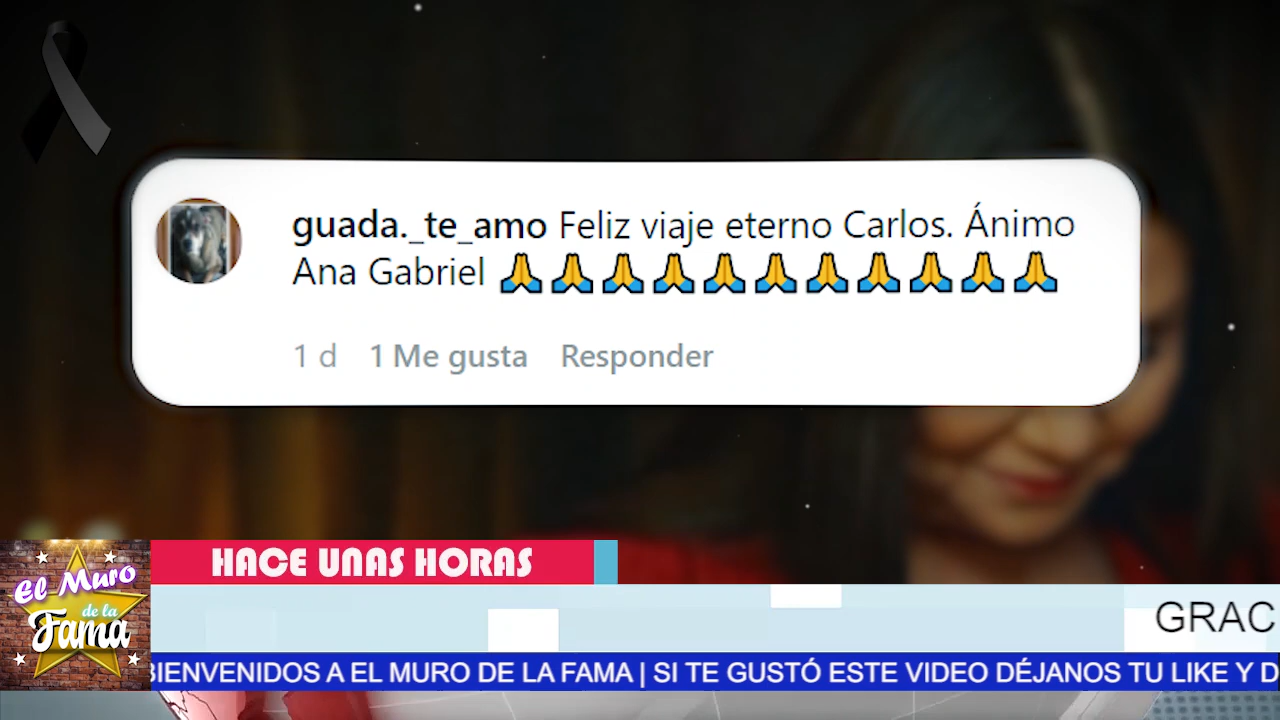 guada._te_amo Feliz viaje eterno Carlos. Ánimo
Ana Gabriel 🙏🙏🙏🙏🙏🙏🙏🙏🙏🙏🙏
1 d 1 Me gusta Responder
HACE UNAS HORAS
El Muro
de la
Fama
GRAC
BIENVENIDOS A EL MURO DE LA FAMA | SI TE GUSTÓ ESTE VIDEO DÉJANOS TU LIKE Y D